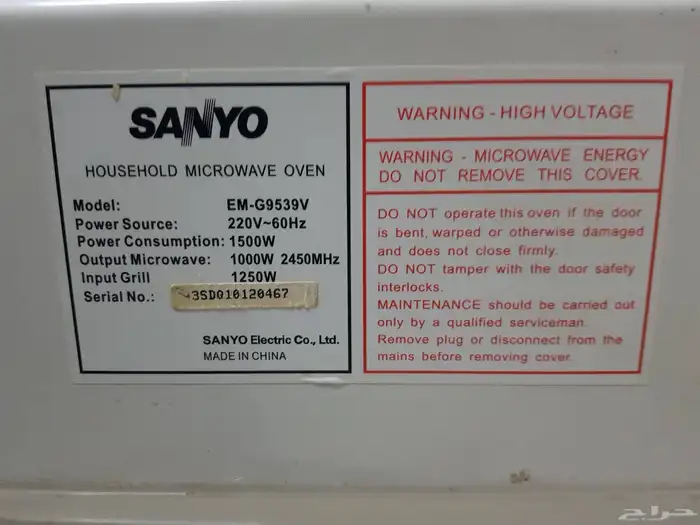 SANYO
HOUSEHOLD MICROWAVE OVEN
Model: EM-G9539V
Power Source: 220V~60Hz
Power Consumption: 1500W
Output Microwave: 1000W 2450MHz
Input Grill 1250W
Serial No.: 3SD010120467
SANYO Electric Co., Ltd.
MADE IN CHINA
WARNING - HIGH VOLTAGE
WARNING - MICROWAVE ENERGY
DO NOT REMOVE THIS COVER.
DO NOT operate this oven if the door
is bent, warped or otherwise damaged
and does not close firmly.
DO NOT tamper with the door safety
interlocks.
MAINTENANCE should be carried out
only by a qualified serviceman.
Remove plug or disconnect from the
mains before removing cover.
حراج